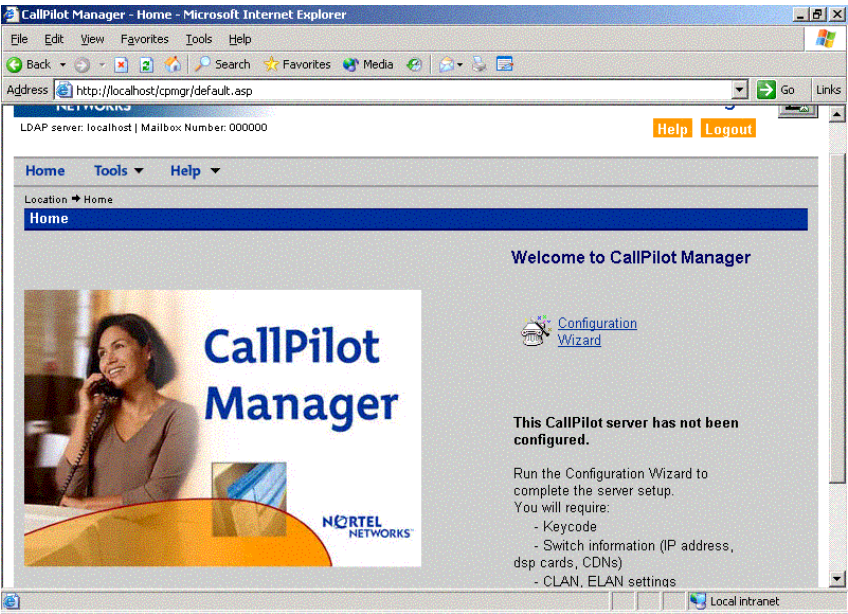 CallPilot Manager - Home - Microsoft Internet Explorer
File Edit View Favorites Tools Help
Back Search Favorites Media
Address http://localhost/cpmgr/default.asp Go Links
NETWORKS
LDAP server: localhost | Mailbox Number: 000000
Help Logout
Home Tools Help
Location Home
Home
Welcome to CallPilot Manager
Configuration
Wizard
CallPilot
Manager
NORTEL
NETWORKS
This CallPilot server has not been
configured.
Run the Configuration Wizard to
complete the server setup.
You will require:
- Keycode
- Switch information (IP address,
dsp cards, CDNs)
- CLAN, ELAN settings
Local intranet